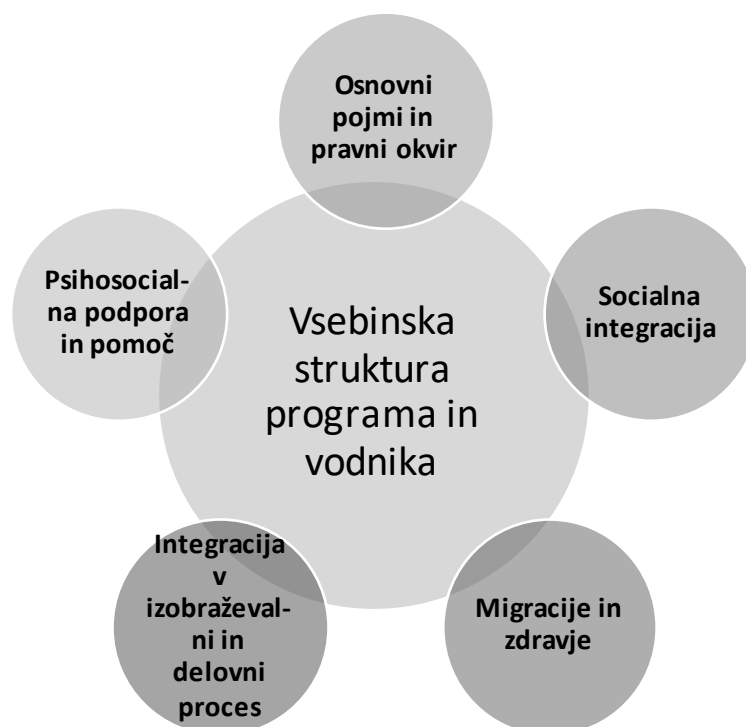 Osnovni
pojmi in
pravni okvir
Psihosocial-
na podpora
in pomoč
Vsebinska
struktura
programa in
vodnika
Socialna
integracija
Integracija
v
izobraževal-
ni in
delovni
proces
Migracije in
zdravje